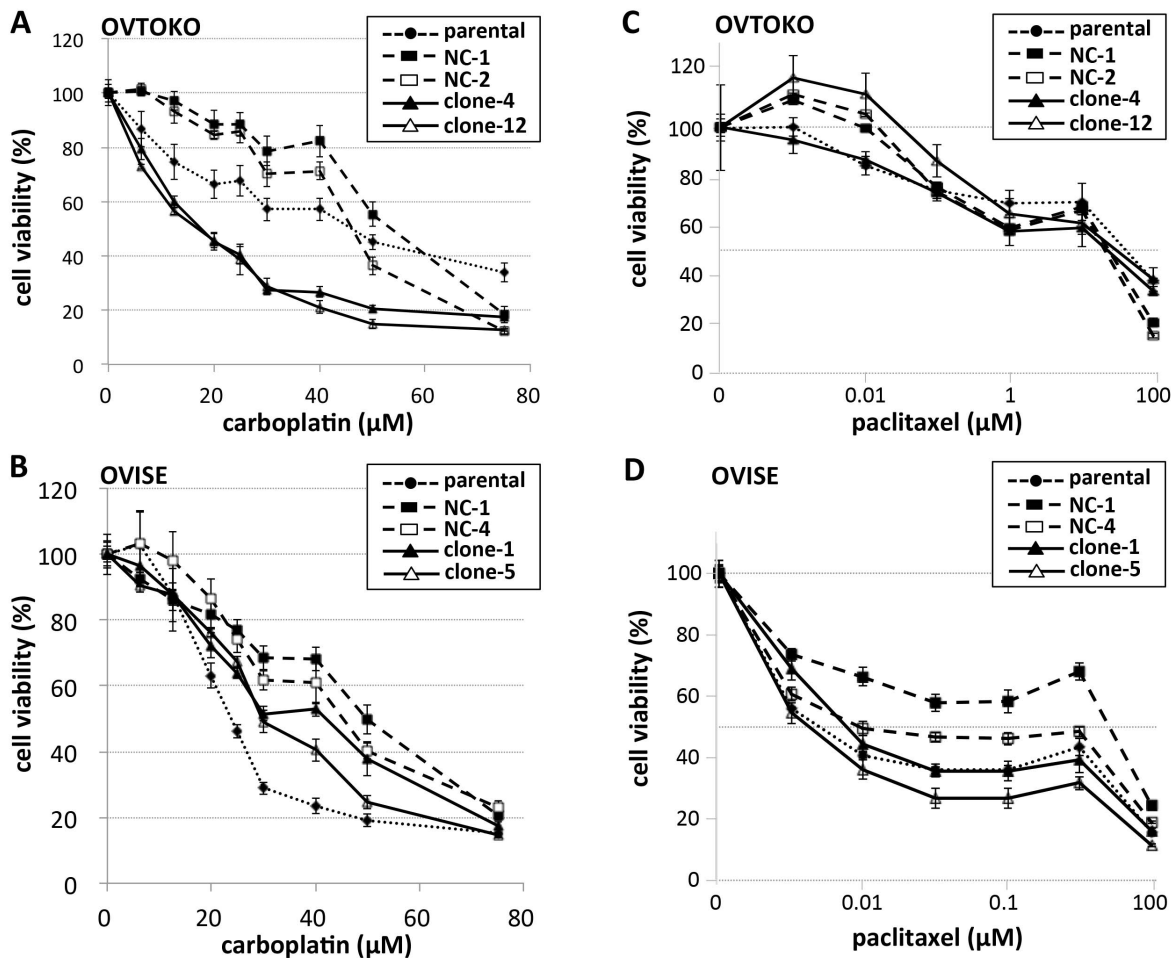 A
OVTOKO
120
100
80
60
40
20
0
cell viability (%)
0 20 40 60 80
carboplatin (µM)
parental
NC-1
NC-2
clone-4
clone-12
B
OVISE
120
100
80
60
40
20
0
cell viability (%)
0 20 40 60 80
carboplatin (µM)
parental
NC-1
NC-4
clone-1
clone-5
C
OVTOKO
120
100
80
60
40
20
0
cell viability (%)
0 0.01 1 100
paclitaxel (µM)
parental
NC-1
NC-2
clone-4
clone-12
D
OVISE
100
80
60
40
20
0
cell viability (%)
0 0.01 0.1 100
paclitaxel (µM)
parental
NC-1
NC-4
clone-1
clone-5